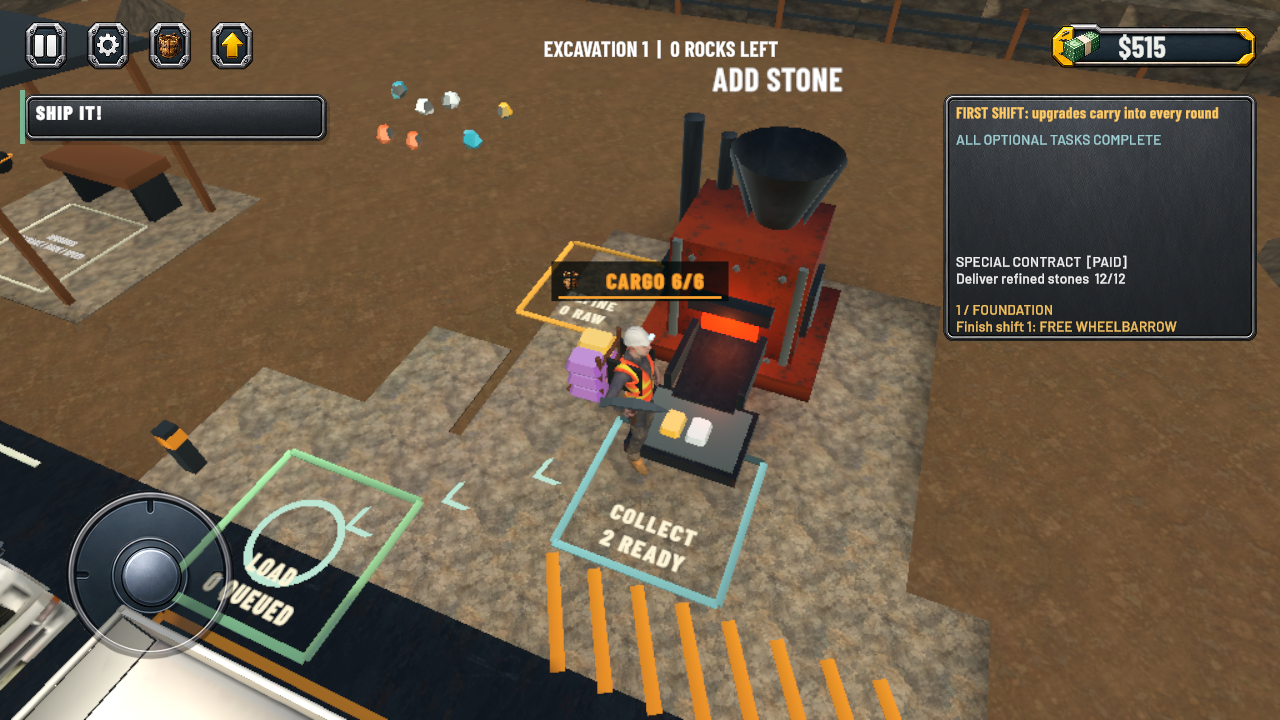 EXCAVATION 1 | 0 ROCKS LEFT
$515
ADD STONE
SHIP IT!
FIRST SHIFT: upgrades carry into every round
ALL OPTIONAL TASKS COMPLETE
SPECIAL CONTRACT [PAID]
Deliver refined stones 12/12
1 / FOUNDATION
Finish shift 1: FREE WHEELBARROW
CARGO 6/6
0 RAW
COLLECT
2 READY
LOAD
0 QUEUED